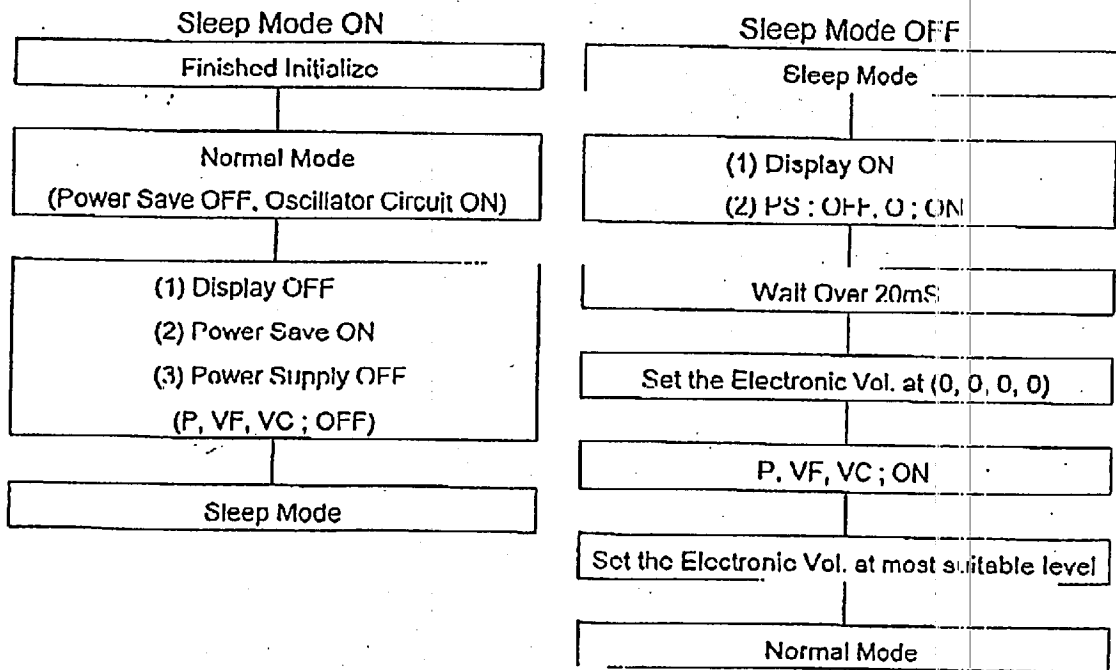 Sleep Mode ON
Finished Initialize
Normal Mode
(Power Save OFF, Oscillator Circuit ON)
(1) Display OFF
(2) Power Save ON
(3) Power Supply OFF
(P, VF, VC ; OFF)
Sleep Mode
Sleep Mode OFF
Sleep Mode
(1) Display ON
(2) PS : OFF, O ; ON
Wait Over 20mS
Set the Electronic Vol. at (0, 0, 0, 0)
P, VF, VC ; ON
Set the Electronic Vol. at most suitable level
Normal Mode